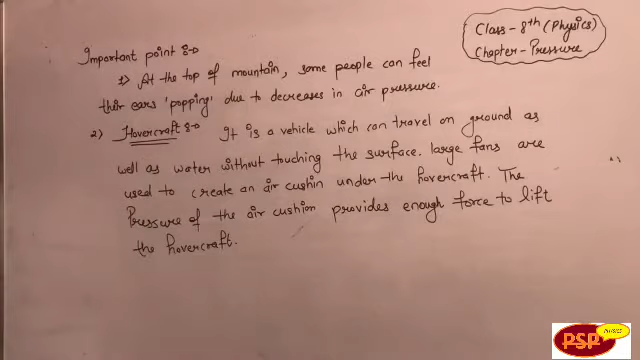 Class-8th (Physics)
Chapter-Pressure
Important point :-
1) At the top of mountain, some people can feel
thir ears 'popping' due to decreases in air pressure.
2) Hovercraft :- It is a vehicle which can travel on ground as
well as water without touching the surface. large fans are
used to create an air cushin under the hovercraft. The
Pressure of the air cushion provides enough force to lift
the hovercraft.
PSP
PHYSICS